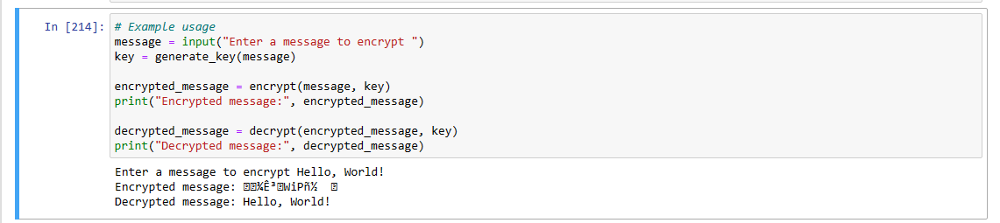 In [214]: # Example usage
message = input("Enter a message to encrypt ")
key = generate_key(message)
encrypted_message = encrypt(message, key)
print("Encrypted message:", encrypted_message)
decrypted_message = decrypt(encrypted_message, key)
print("Decrypted message:", decrypted_message)
Enter a message to encrypt Hello, World!
Encrypted message: ¾Ê³WiPñ½
Decrypted message: Hello, World!